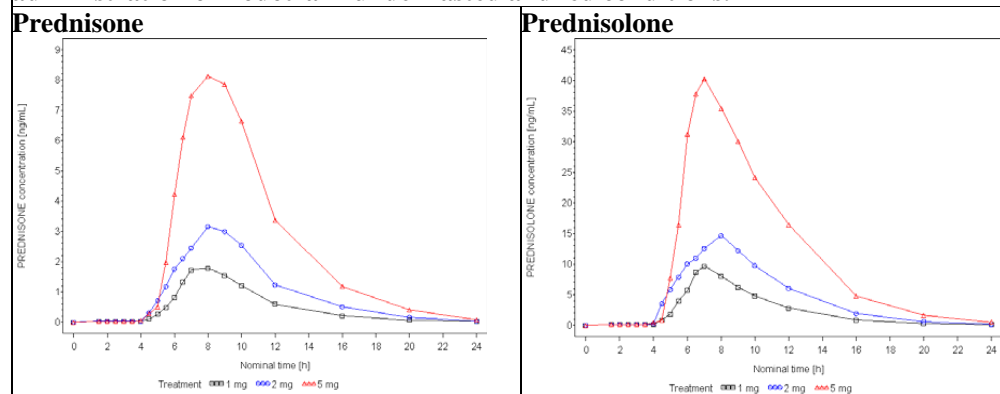 Prednisone
Prednisolone
PREDNISONE concentration [ng/mL]
9
8
7
6
5
4
3
2
1
0
0 2 4 6 8 10 12 14 16 18 20 22 24
Nominal time [h]
Treatment 1 mg 2 mg 5 mg
PREDNISOLONE concentration [ng/mL]
45
40
35
30
25
20
15
10
5
0
0 2 4 6 8 10 12 14 16 18 20 22 24
Nominal time [h]
Treatment 1 mg 2 mg 5 mg